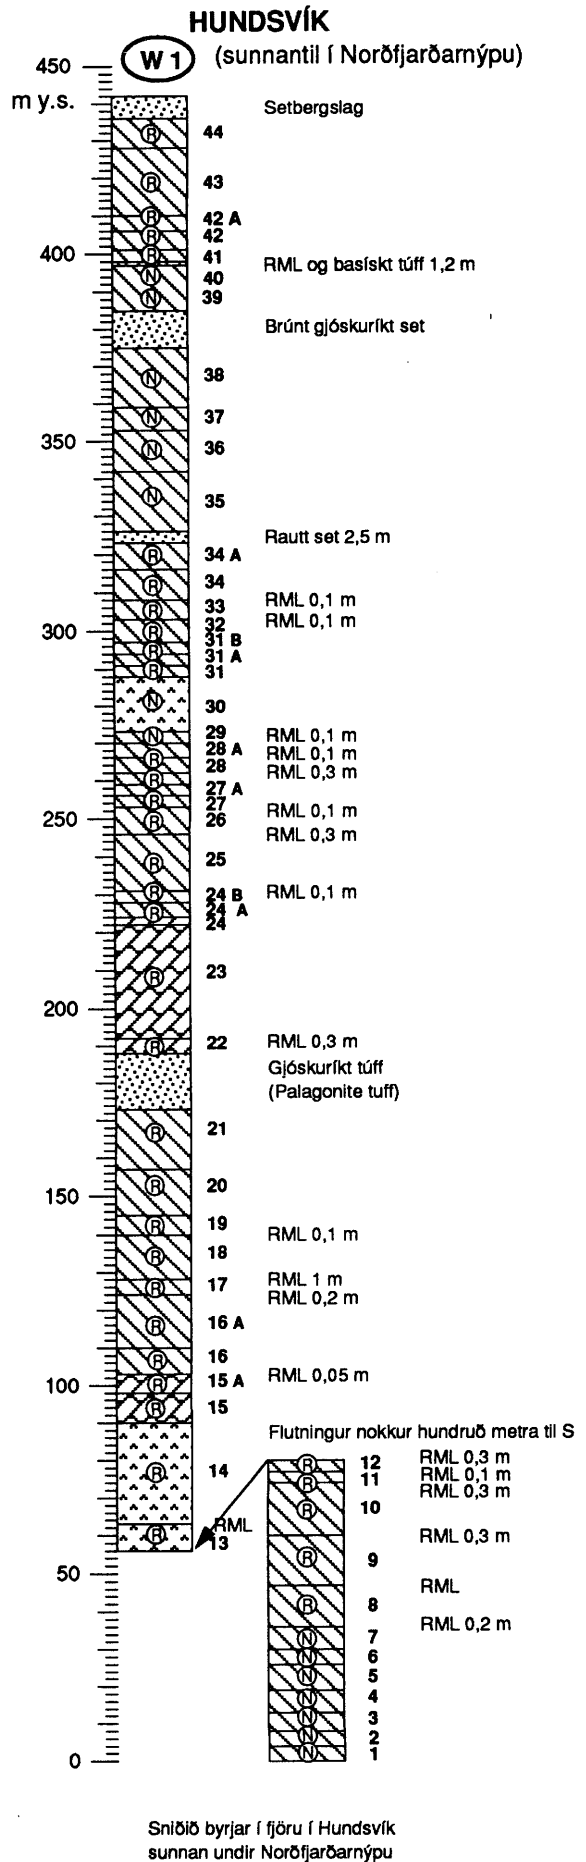 HUNDSVÍK
W 1 (sunnantil í Norðfjarðarnýpu)
450
m y.s.
Setbergslag
R 44
R 43
R 42 A
R 42
400
R 41
RML og basískt túff 1,2 m
N 40
N 39
Brúnt gjóskuríkt set
N 38
N 37
350
N 36
N 35
Rautt set 2,5 m
R 34 A
R 34
R 33 RML 0,1 m
RML 0,1 m
300
R 32
31 B
R 31 A
R 31
N 30
N 29 RML 0,1 m
28 A RML 0,1 m
R 28 RML 0,3 m
R 27 A
R 27 RML 0,1 m
250
R 26
RML 0,3 m
R 25
R 24 B RML 0,1 m
R 24 A
24
R 23
200
R 22 RML 0,3 m
Gjóskuríkt túff
(Palagonite tuff)
R 21
R 20
150
R 19
RML 0,1 m
R 18
R 17 RML 1 m
RML 0,2 m
R 16 A
R 16
R 15 A RML 0,05 m
100
R 15
Flutningur nokkur hundruð metra til S
R 14
RML
R 13
R 12 RML 0,3 m
R 11 RML 0,1 m
RML 0,3 m
R 10
RML 0,3 m
R 9
50
RML
R 8
RML 0,2 m
N 7
N 6
N 5
N 4
N 3
N 2
N 1
0
Sniðið byrjar í fjöru í Hundsvík
sunnan undir Norðfjarðarnýpu